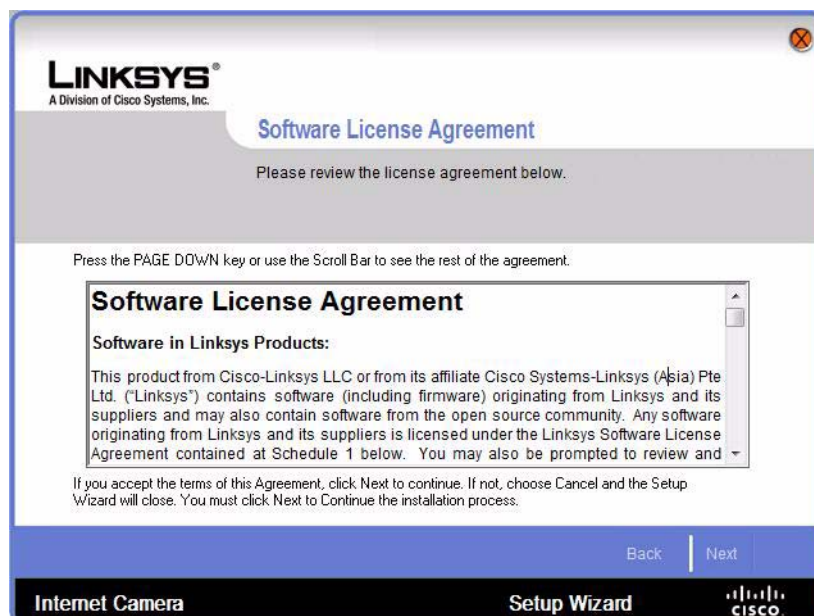 LINKSYS®
A Division of Cisco Systems, Inc.
Software License Agreement
Please review the license agreement below.
Press the PAGE DOWN key or use the Scroll Bar to see the rest of the agreement.
Software License Agreement
Software in Linksys Products:
This product from Cisco-Linksys LLC or from its affiliate Cisco Systems-Linksys (Asia) Pte
Ltd. (“Linksys”) contains software (including firmware) originating from Linksys and its
suppliers and may also contain software from the open source community. Any software
originating from Linksys and its suppliers is licensed under the Linksys Software License
Agreement contained at Schedule 1 below. You may also be prompted to review and
If you accept the terms of this Agreement, click Next to continue. If not, choose Cancel and the Setup
Wizard will close. You must click Next to Continue the installation process.
Back Next
Internet Camera Setup Wizard CISCO.